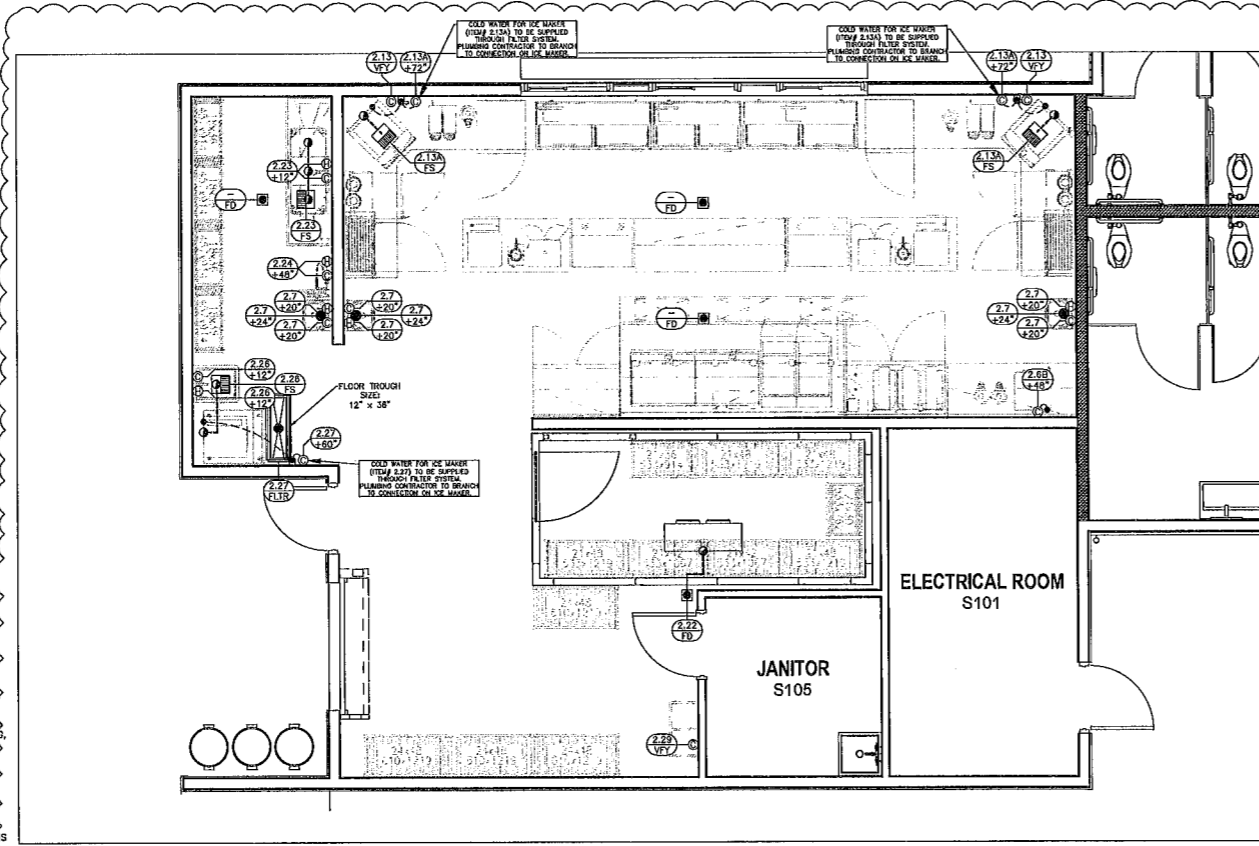 COLD WATER FOR ICE MAKER
(ITEM# 2.13A) TO BE SUPPLIED
THROUGH FILTER SYSTEM.
PLUMBING CONTRACTOR TO BRANCH
TO CONNECTION ON ICE MAKER.
COLD WATER FOR ICE MAKER
(ITEM# 2.13A) TO BE SUPPLIED
THROUGH FILTER SYSTEM.
PLUMBING CONTRACTOR TO BRANCH
TO CONNECTION ON ICE MAKER.
2.13
VFY
2.13A
+72"
2.13A
+72"
2.13
VFY
2.13A
FS
2.13A
FS
2.23
+12"
-
FD
2.23
FS
-
FD
2.24
+48"
2.7
+24"
2.7
+20"
2.7
+20"
2.7
+20"
2.7
+20"
2.7
+24"
-
FD
2.7
+24"
2.7
+20"
2.7
+20"
2.26
+12"
2.26
FS
2.26
+12"
FLOOR TROUGH
SIZE:
12" x 36"
2.6B
+48"
2.27
+60"
COLD WATER FOR ICE MAKER
(ITEM# 2.27) TO BE SUPPLIED
THROUGH FILTER SYSTEM.
PLUMBING CONTRACTOR TO BRANCH
TO CONNECTION ON ICE MAKER.
2.27
FLTR
2.22
FD
ELECTRICAL ROOM
S101
JANITOR
S105
2.29
VFY
24x48
610x1219